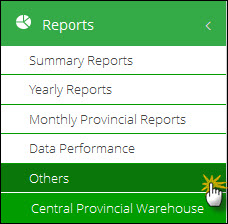 Reports
Summary Reports
Yearly Reports
Monthly Provincial Reports
Data Performance
Others
Central Provincial Warehouse